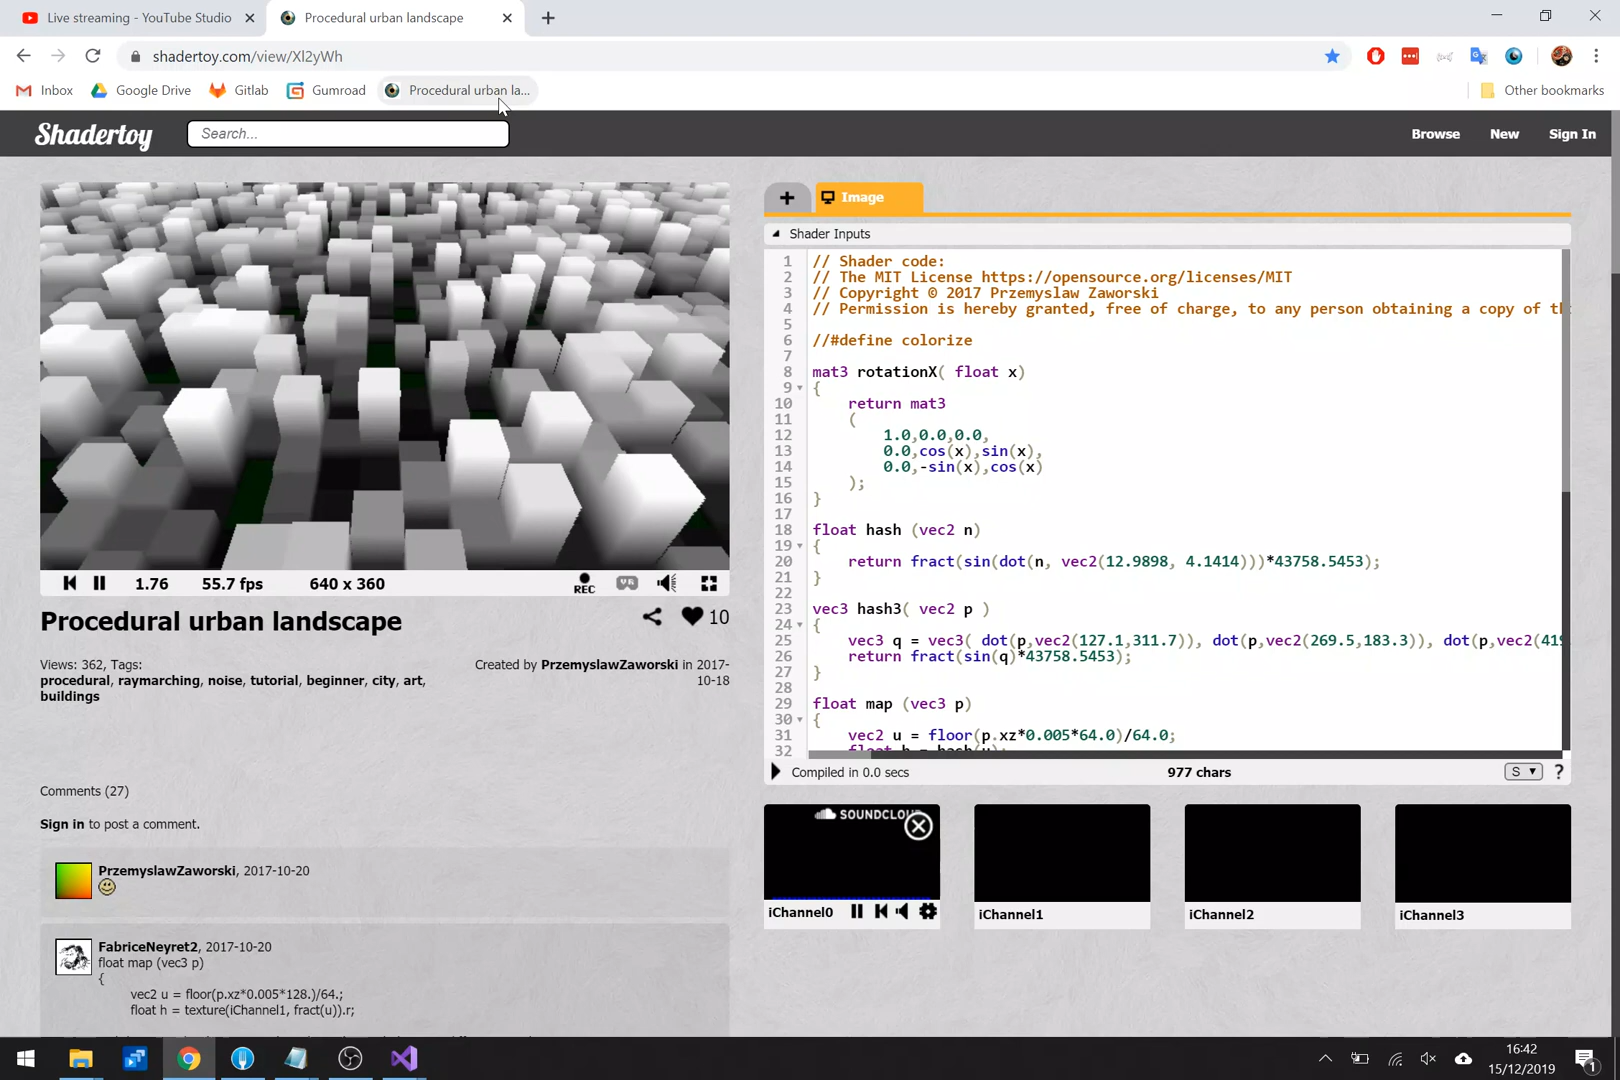 Live streaming - YouTube Studio
Procedural urban landscape
shadertoy.com/view/Xl2yWh
Inbox
Google Drive
Gitlab
Gumroad
Procedural urban la...
Other bookmarks
Shadertoy
Search...
Browse
New
Sign In
Image
Shader Inputs
1 // Shader code:
2 // The MIT License https://opensource.org/licenses/MIT
3 // Copyright © 2017 Przemyslaw Zaworski
4 // Permission is hereby granted, free of charge, to any person obtaining a copy of
5
6 //#define colorize
7
8 mat3 rotationX( float x)
9 {
10 return mat3
11 (
12 1.0,0.0,0.0,
13 0.0,cos(x),sin(x),
14 0.0,-sin(x),cos(x)
15 );
16 }
17
18 float hash (vec2 n)
19 {
20 return fract(sin(dot(n, vec2(12.9898, 4.1414)))*43758.5453);
21 }
22
23 vec3 hash3( vec2 p )
24 {
25 vec3 q = vec3( dot(p,vec2(127.1,311.7)), dot(p,vec2(269.5,183.3)), dot(p,vec2(419
26 return fract(sin(q)*43758.5453);
27 }
28
29 float map (vec3 p)
30 {
31 vec2 u = floor(p.xz*0.005*64.0)/64.0;
32 float h = hash(u);
Compiled in 0.0 secs
977 chars
S
?
1.76
55.7 fps
640 x 360
REC
VR
Procedural urban landscape
10
Views: 362, Tags:
procedural, raymarching, noise, tutorial, beginner, city, art,
buildings
Created by PrzemyslawZaworski in 2017-
10-18
Comments (27)
Sign in to post a comment.
PrzemyslawZaworski, 2017-10-20
FabriceNeyret2, 2017-10-20
float map (vec3 p)
{
vec2 u = floor(p.xz*0.005*128.)/64.;
float h = texture(iChannel1, fract(u)).r;
SOUNDCLOU
iChannel0
iChannel1
iChannel2
iChannel3
16:42
15/12/2019
1